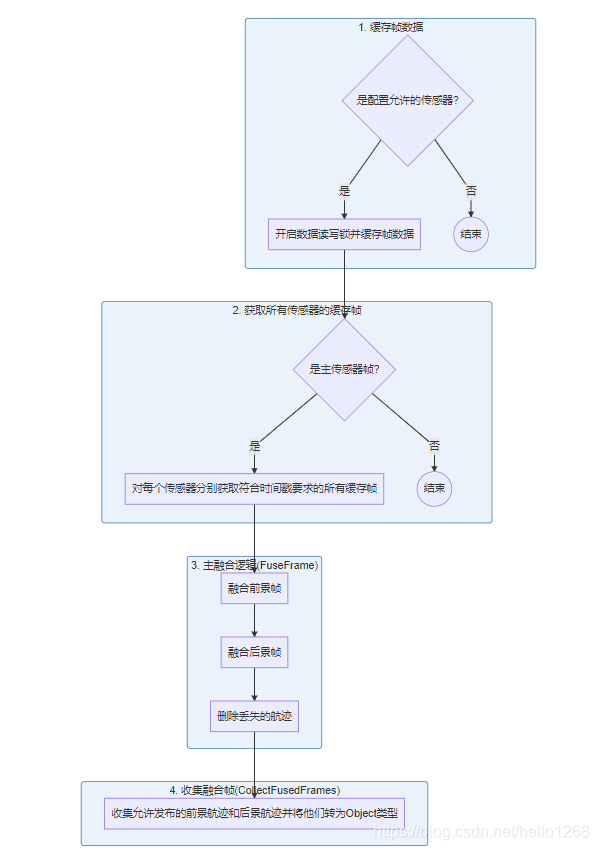 1. 缓存帧数据
是配置允许的传感器?
是
否
开启数据读写锁并缓存帧数据
结束
2. 获取所有传感器的缓存帧
是主传感器帧?
是
否
对每个传感器分别获取符合时间戳要求的所有缓存帧
结束
3. 主融合逻辑(FuseFrame)
融合前景帧
融合后景帧
删除丢失的航迹
4. 收集融合帧(CollectFusedFrames)
收集允许发布的前景航迹和后景航迹并将他们转为Object类型
https://blog.csdn.net/hello1268